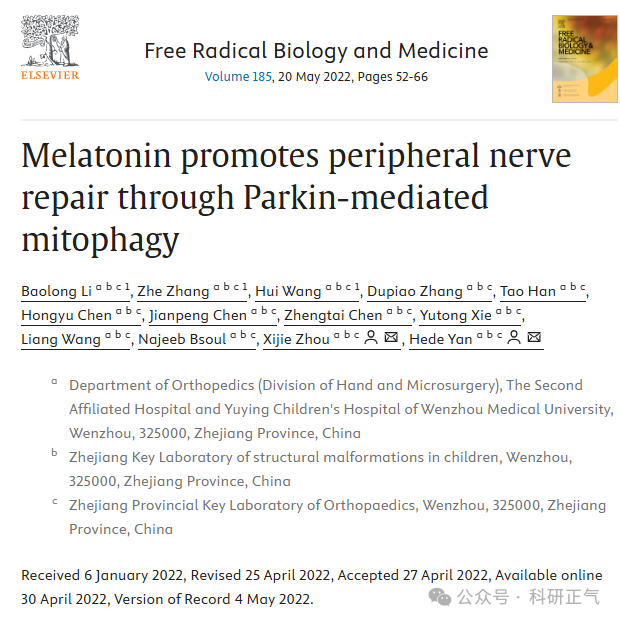 ELSEVIER
Free Radical Biology and Medicine
Volume 185, 20 May 2022, Pages 52-66
FREE
RADICAL
BIOLOGY &
MEDICINE
Melatonin promotes peripheral nerve
repair through Parkin-mediated
mitophagy
Baolong Li a b c 1, Zhe Zhang a b c 1, Hui Wang a b c 1, Dupiao Zhang a b c, Tao Han a b c,
Hongyu Chen a b c, Jianpeng Chen a b c, Zhengtai Chen a b c, Yutong Xie a b c,
Liang Wang a b c, Najeeb Bsoul a b c, Xijie Zhou a b c, Hede Yan a b c
a Department of Orthopedics (Division of Hand and Microsurgery), The Second
Affiliated Hospital and Yuying Children's Hospital of Wenzhou Medical University,
Wenzhou, 325000, Zhejiang Province, China
b Zhejiang Key Laboratory of structural malformations in children, Wenzhou,
325000, Zhejiang Province, China
c Zhejiang Provincial Key Laboratory of Orthopaedics, Wenzhou, 325000, Zhejiang
Province, China
Received 6 January 2022, Revised 25 April 2022, Accepted 27 April 2022, Available online
30 April 2022, Version of Record 4 May 2022.
公众号 · 科研正气